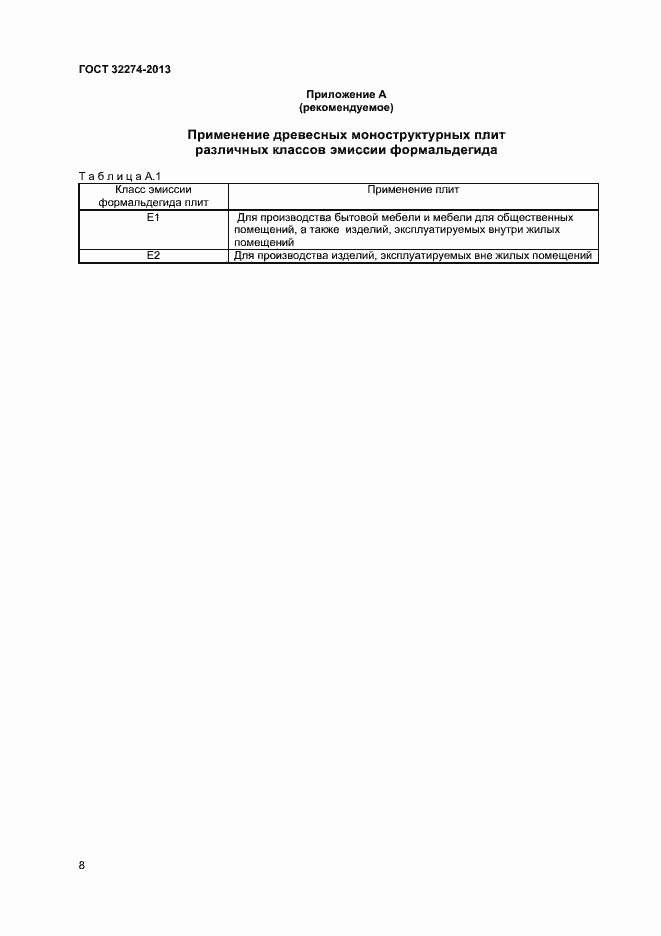 ГОСТ 32274-2013
Приложение А
(рекомендуемое)
Применение древесных моноструктурных плит
различных классов эмиссии формальдегида
Т а б л и ц а А.1
Класс эмиссии
формальдегида плит
Применение плит
Е1
Для производства бытовой мебели и мебели для общественных
помещений, а также изделий, эксплуатируемых внутри жилых
помещений
Е2
Для производства изделий, эксплуатируемых вне жилых помещений
8